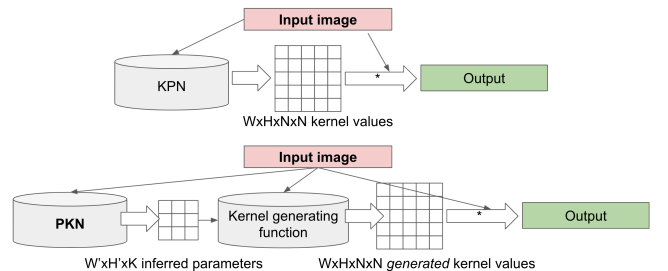 Input image
KPN
*
Output
WxHxNxN kernel values
Input image
PKN
Kernel generating
function
*
Output
W'xH'xK inferred parameters
WxHxNxN generated kernel values